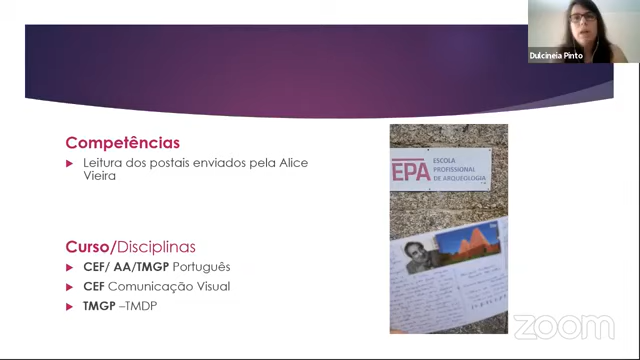 Dulcineia Pinto
Competências
Leitura dos postais enviados pela Alice
Vieira
EPA
ESCOLA
PROFISSIONAL
DE ARQUEOLOGIA
Curso/Disciplinas
CEF/ AA/TMGP Português
CEF Comunicação Visual
TMGP –TMDP
zoom